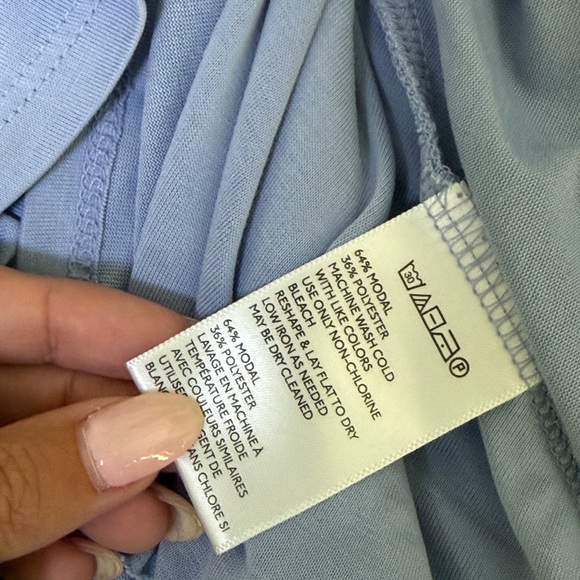 30
P
64% MODAL
36% POLYESTER
MACHINE WASH COLD
WITH LIKE COLORS
USE ONLY NON-CHLORINE
BLEACH
RESHAPE & LAY FLAT TO DRY
LOW IRON AS NEEDED
MAY BE DRY CLEANED
64% MODAL
36% POLYESTER
LAVAGE EN MACHINE À
TEMPERATURE FROIDE
AVEC COULEURS SIMILAIRES
DE
SANS CHLORE SI